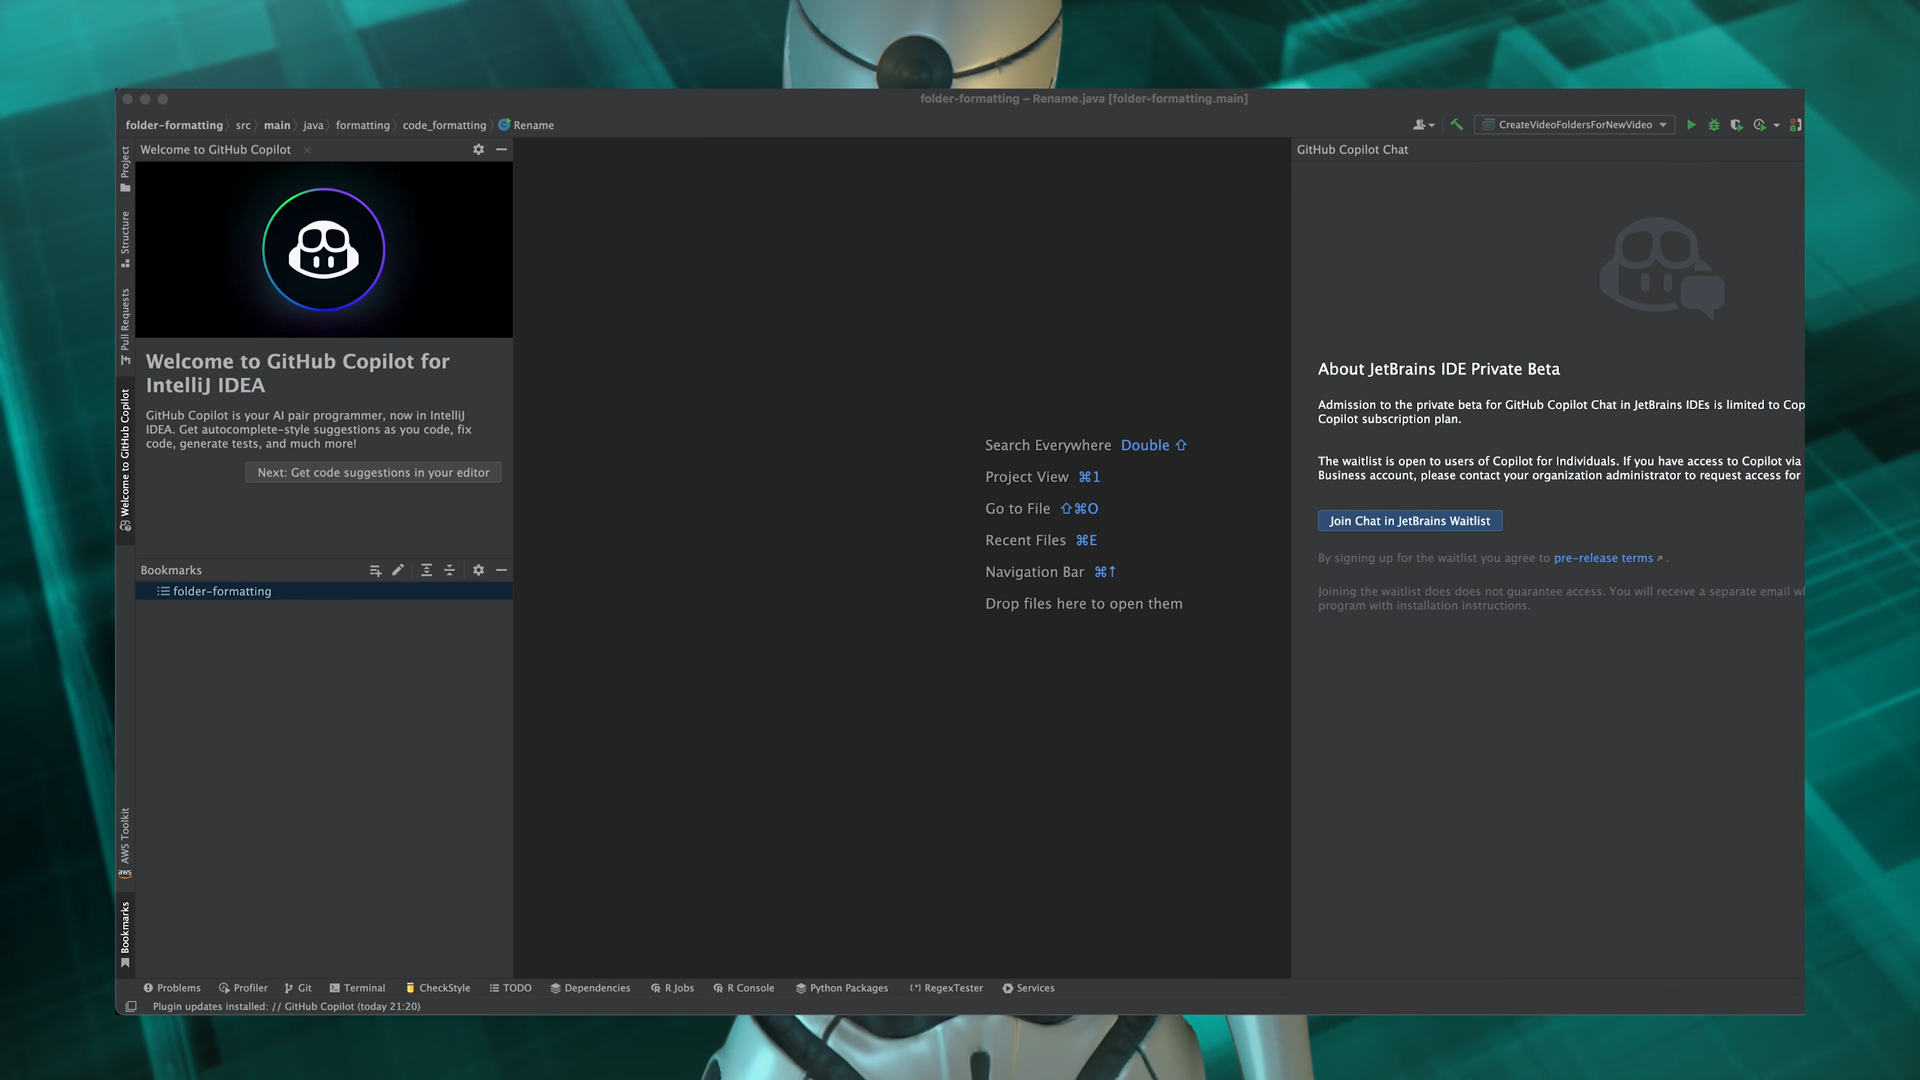 folder-formatting – Rename.java [folder-formatting.main]
folder-formatting src main java formatting code_formatting Rename
CreateVideoFoldersForNewVideo
Welcome to GitHub Copilot
GitHub Copilot Chat
Project
Structure
Pull Requests
Welcome to GitHub Copilot
AWS Toolkit
aws
Bookmarks
Welcome to GitHub Copilot for
IntelliJ IDEA
GitHub Copilot is your AI pair programmer, now in IntelliJ
IDEA. Get autocomplete-style suggestions as you code, fix
code, generate tests, and much more!
Next: Get code suggestions in your editor
Bookmarks
folder-formatting
Search Everywhere Double ⇧
Project View ⌘1
Go to File ⇧⌘O
Recent Files ⌘E
Navigation Bar ⌘↑
Drop files here to open them
About JetBrains IDE Private Beta
Admission to the private beta for GitHub Copilot Chat in JetBrains IDEs is limited to Cop
Copilot subscription plan.
The waitlist is open to users of Copilot for Individuals. If you have access to Copilot via
Business account, please contact your organization administrator to request access for
Join Chat in JetBrains Waitlist
By signing up for the waitlist you agree to pre-release terms ↗ .
Joining the waitlist does does not guarantee access. You will receive a separate email wh
program with installation instructions.
Problems Profiler Git Terminal CheckStyle TODO Dependencies R Jobs R Console Python Packages (.*) RegexTester Services
Plugin updates installed: // GitHub Copilot (today 21:20)